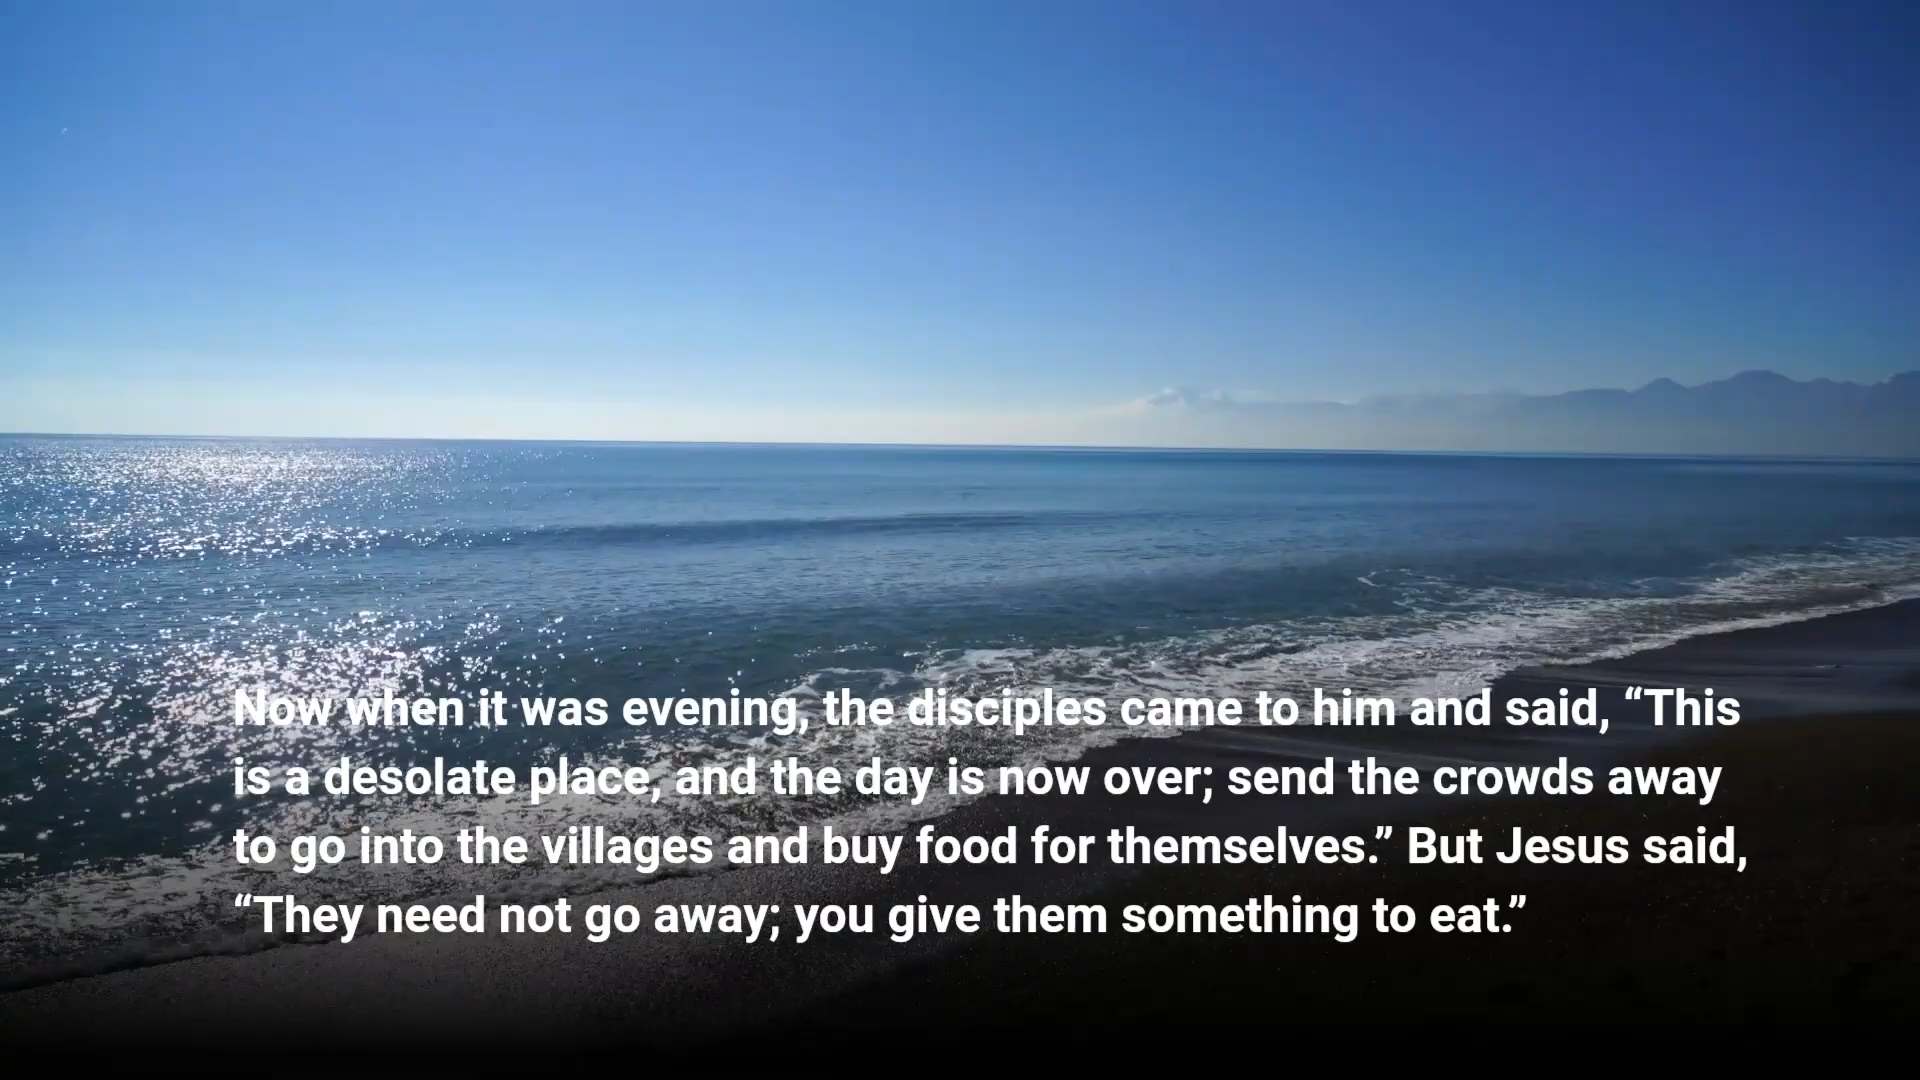 Now when it was evening, the disciples came to him and said, “This
is a desolate place, and the day is now over; send the crowds away
to go into the villages and buy food for themselves.” But Jesus said,
“They need not go away; you give them something to eat.”